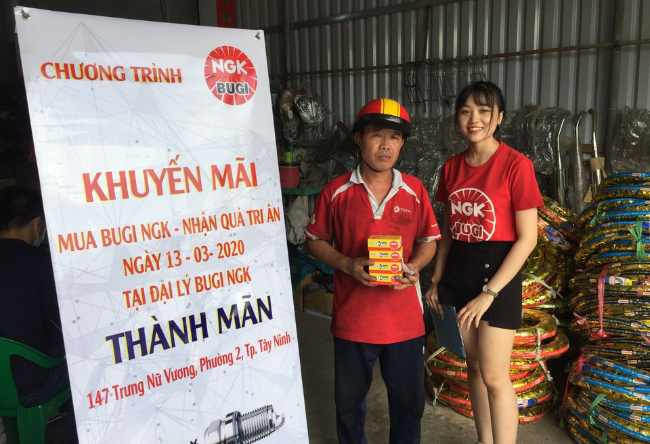 CHƯƠNG TRÌNH
NGK
BUGI
KHUYẾN MÃI
MUA BUGI NGK - NHẬN QUÀ TRI ÂN
NGÀY 13 - 03- 2020
TẠI ĐẠI LÝ BUGI NGK
THÀNH MÃN
147 Trưng Nữ Vương, Phường 2, Tp. Tây Ninh
NGK
BUGI